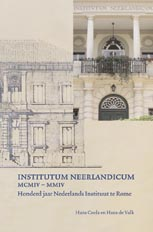 INSTITUTUM NEERLANDICUM
MCMIV – MMIV
Honderd jaar Nederlands Instituut te Rome
Hans Cools en Hans de Valk